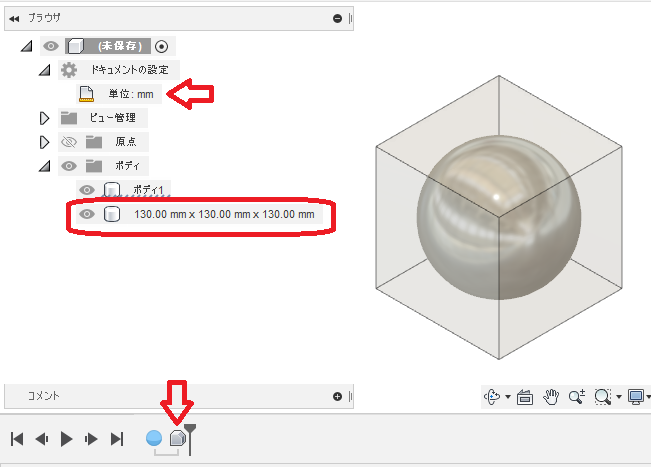 ブラウザ
(未保存)
ドキュメントの設定
単位: mm
ビュー管理
原点
ボディ
ボディ1
130.00 mm x 130.00 mm x 130.00 mm
コメント